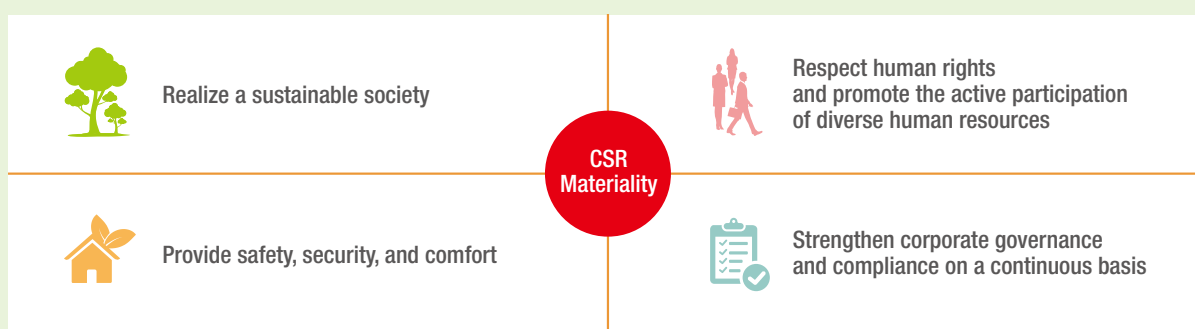 Realize a sustainable society
Respect human rights
and promote the active participation
of diverse human resources
CSR
Materiality
Provide safety, security, and comfort
Strengthen corporate governance
and compliance on a continuous basis